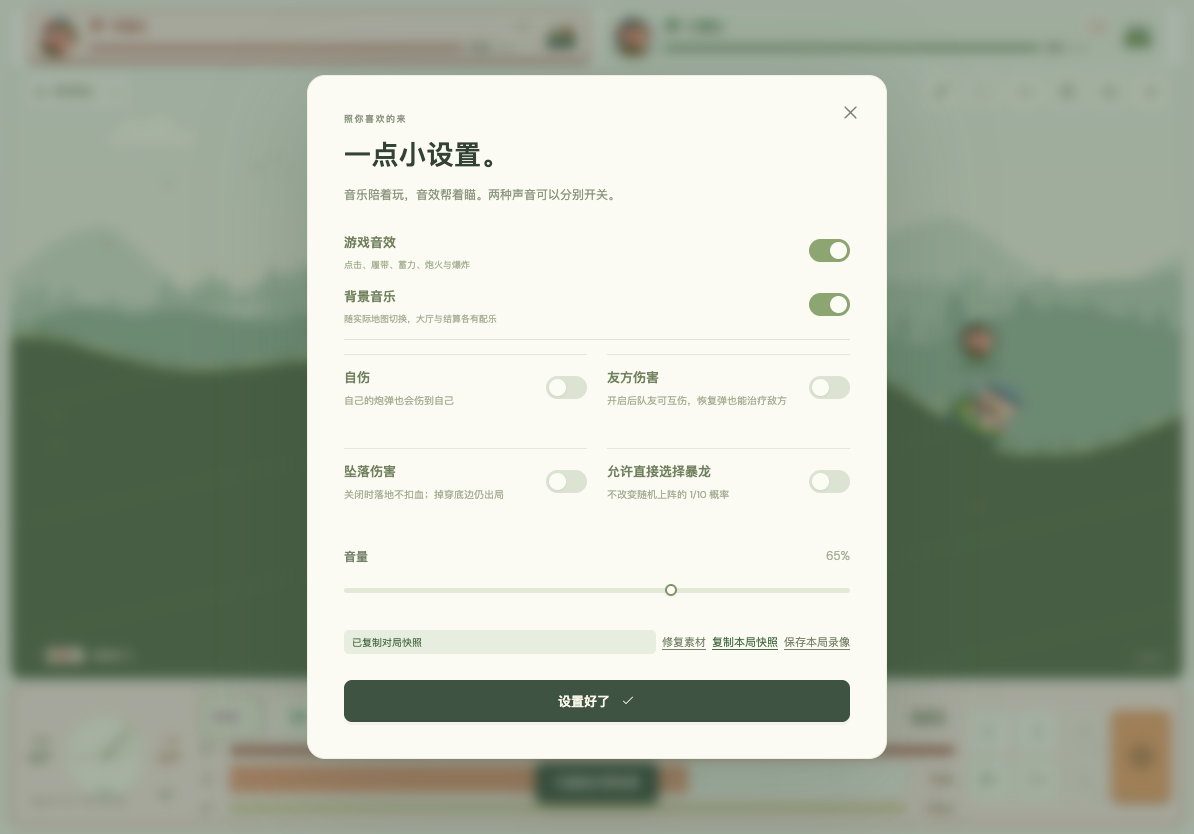 照你喜欢的来
一点小设置。
音乐陪着玩，音效帮着瞄。两种声音可以分别开关。
游戏音效
点击、履带、蓄力、炮火与爆炸
背景音乐
随实际地图切换，大厅与结算各有配乐
自伤
自己的炮弹也会伤到自己
友方伤害
开启后队友可互伤，恢复弹也能治疗敌方
坠落伤害
关闭时落地不扣血；掉穿底边仍出局
允许直接选择暴龙
不改变随机上阵的 1/10 概率
音量
65%
已复制对局快照
修复素材 复制本局快照 保存本局录像
设置好了